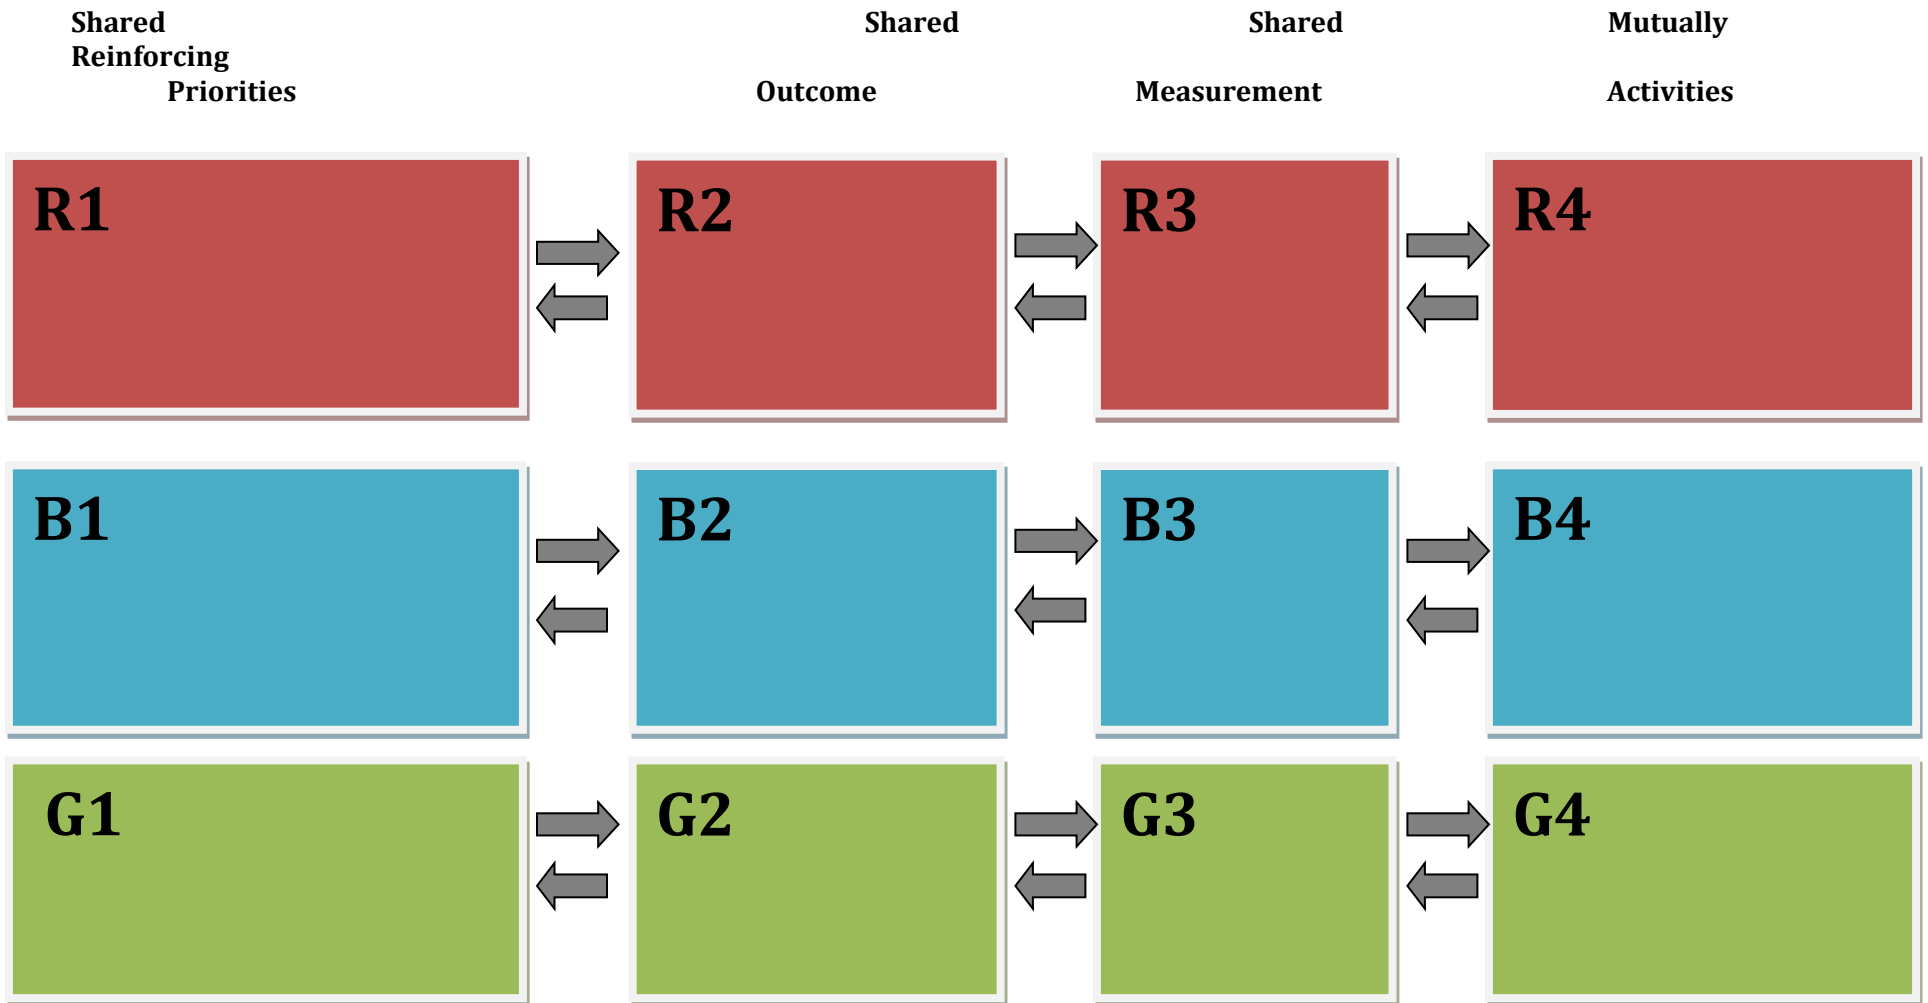 Shared Shared Shared Mutually
Reinforcing
Priorities Outcome Measurement Activities
R1 R2 R3 R4
B1 B2 B3 B4
G1 G2 G3 G4